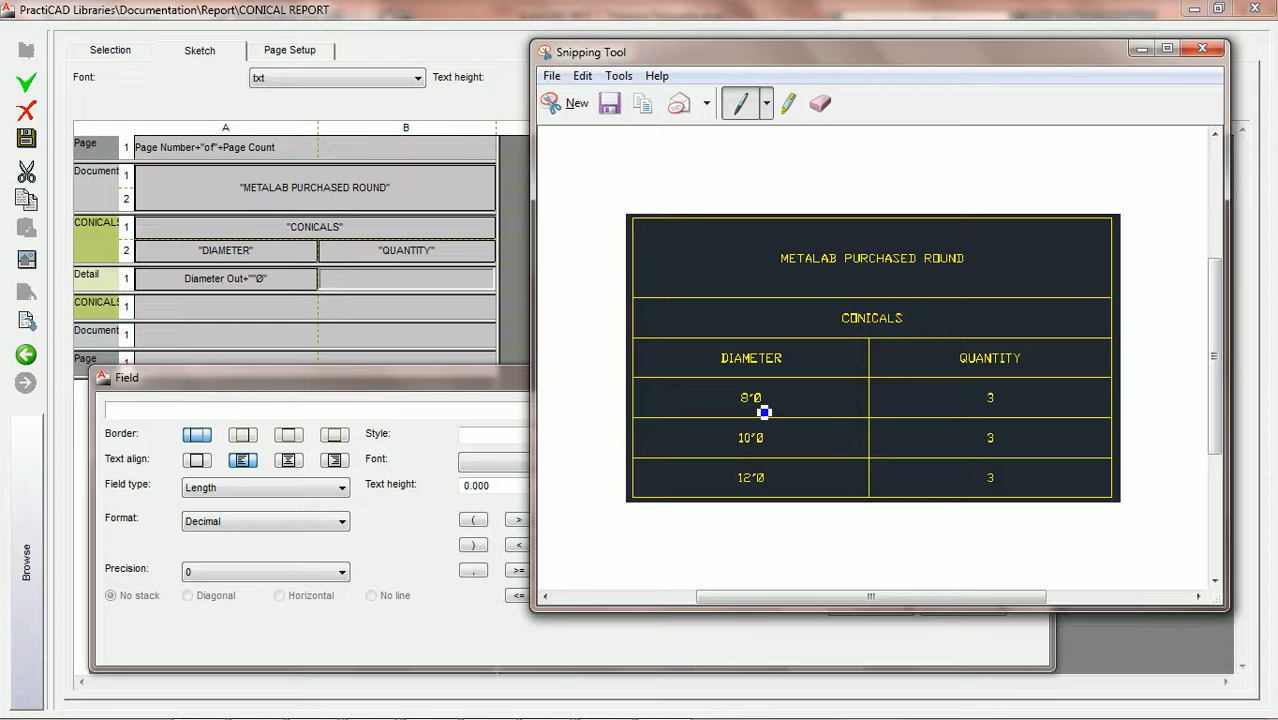 PractiCAD Libraries\Documentation\Report\CONICAL REPORT
Selection
Sketch
Page Setup
Font:
txt
Text height:
A
B
Page
1
Page Number+"of"+Page Count
Document
1
"METALAB PURCHASED ROUND"
2
CONICALS
1
"CONICALS"
2
"DIAMETER"
"QUANTITY"
Detail
1
Diameter Out+""Ø"
CONICALS
1
Document
1
Page
1
Field
Border:
Style:
Text align:
Font:
Field type:
Length
Text height:
0.000
Format:
Decimal
(
>
)
<
Precision:
0
,
>=
No stack
Diagonal
Horizontal
No line
<=
Browse
Snipping Tool
File
Edit
Tools
Help
New
METALAB PURCHASED ROUND
CONICALS
DIAMETER
QUANTITY
8"Ø
3
10"Ø
3
12"Ø
3